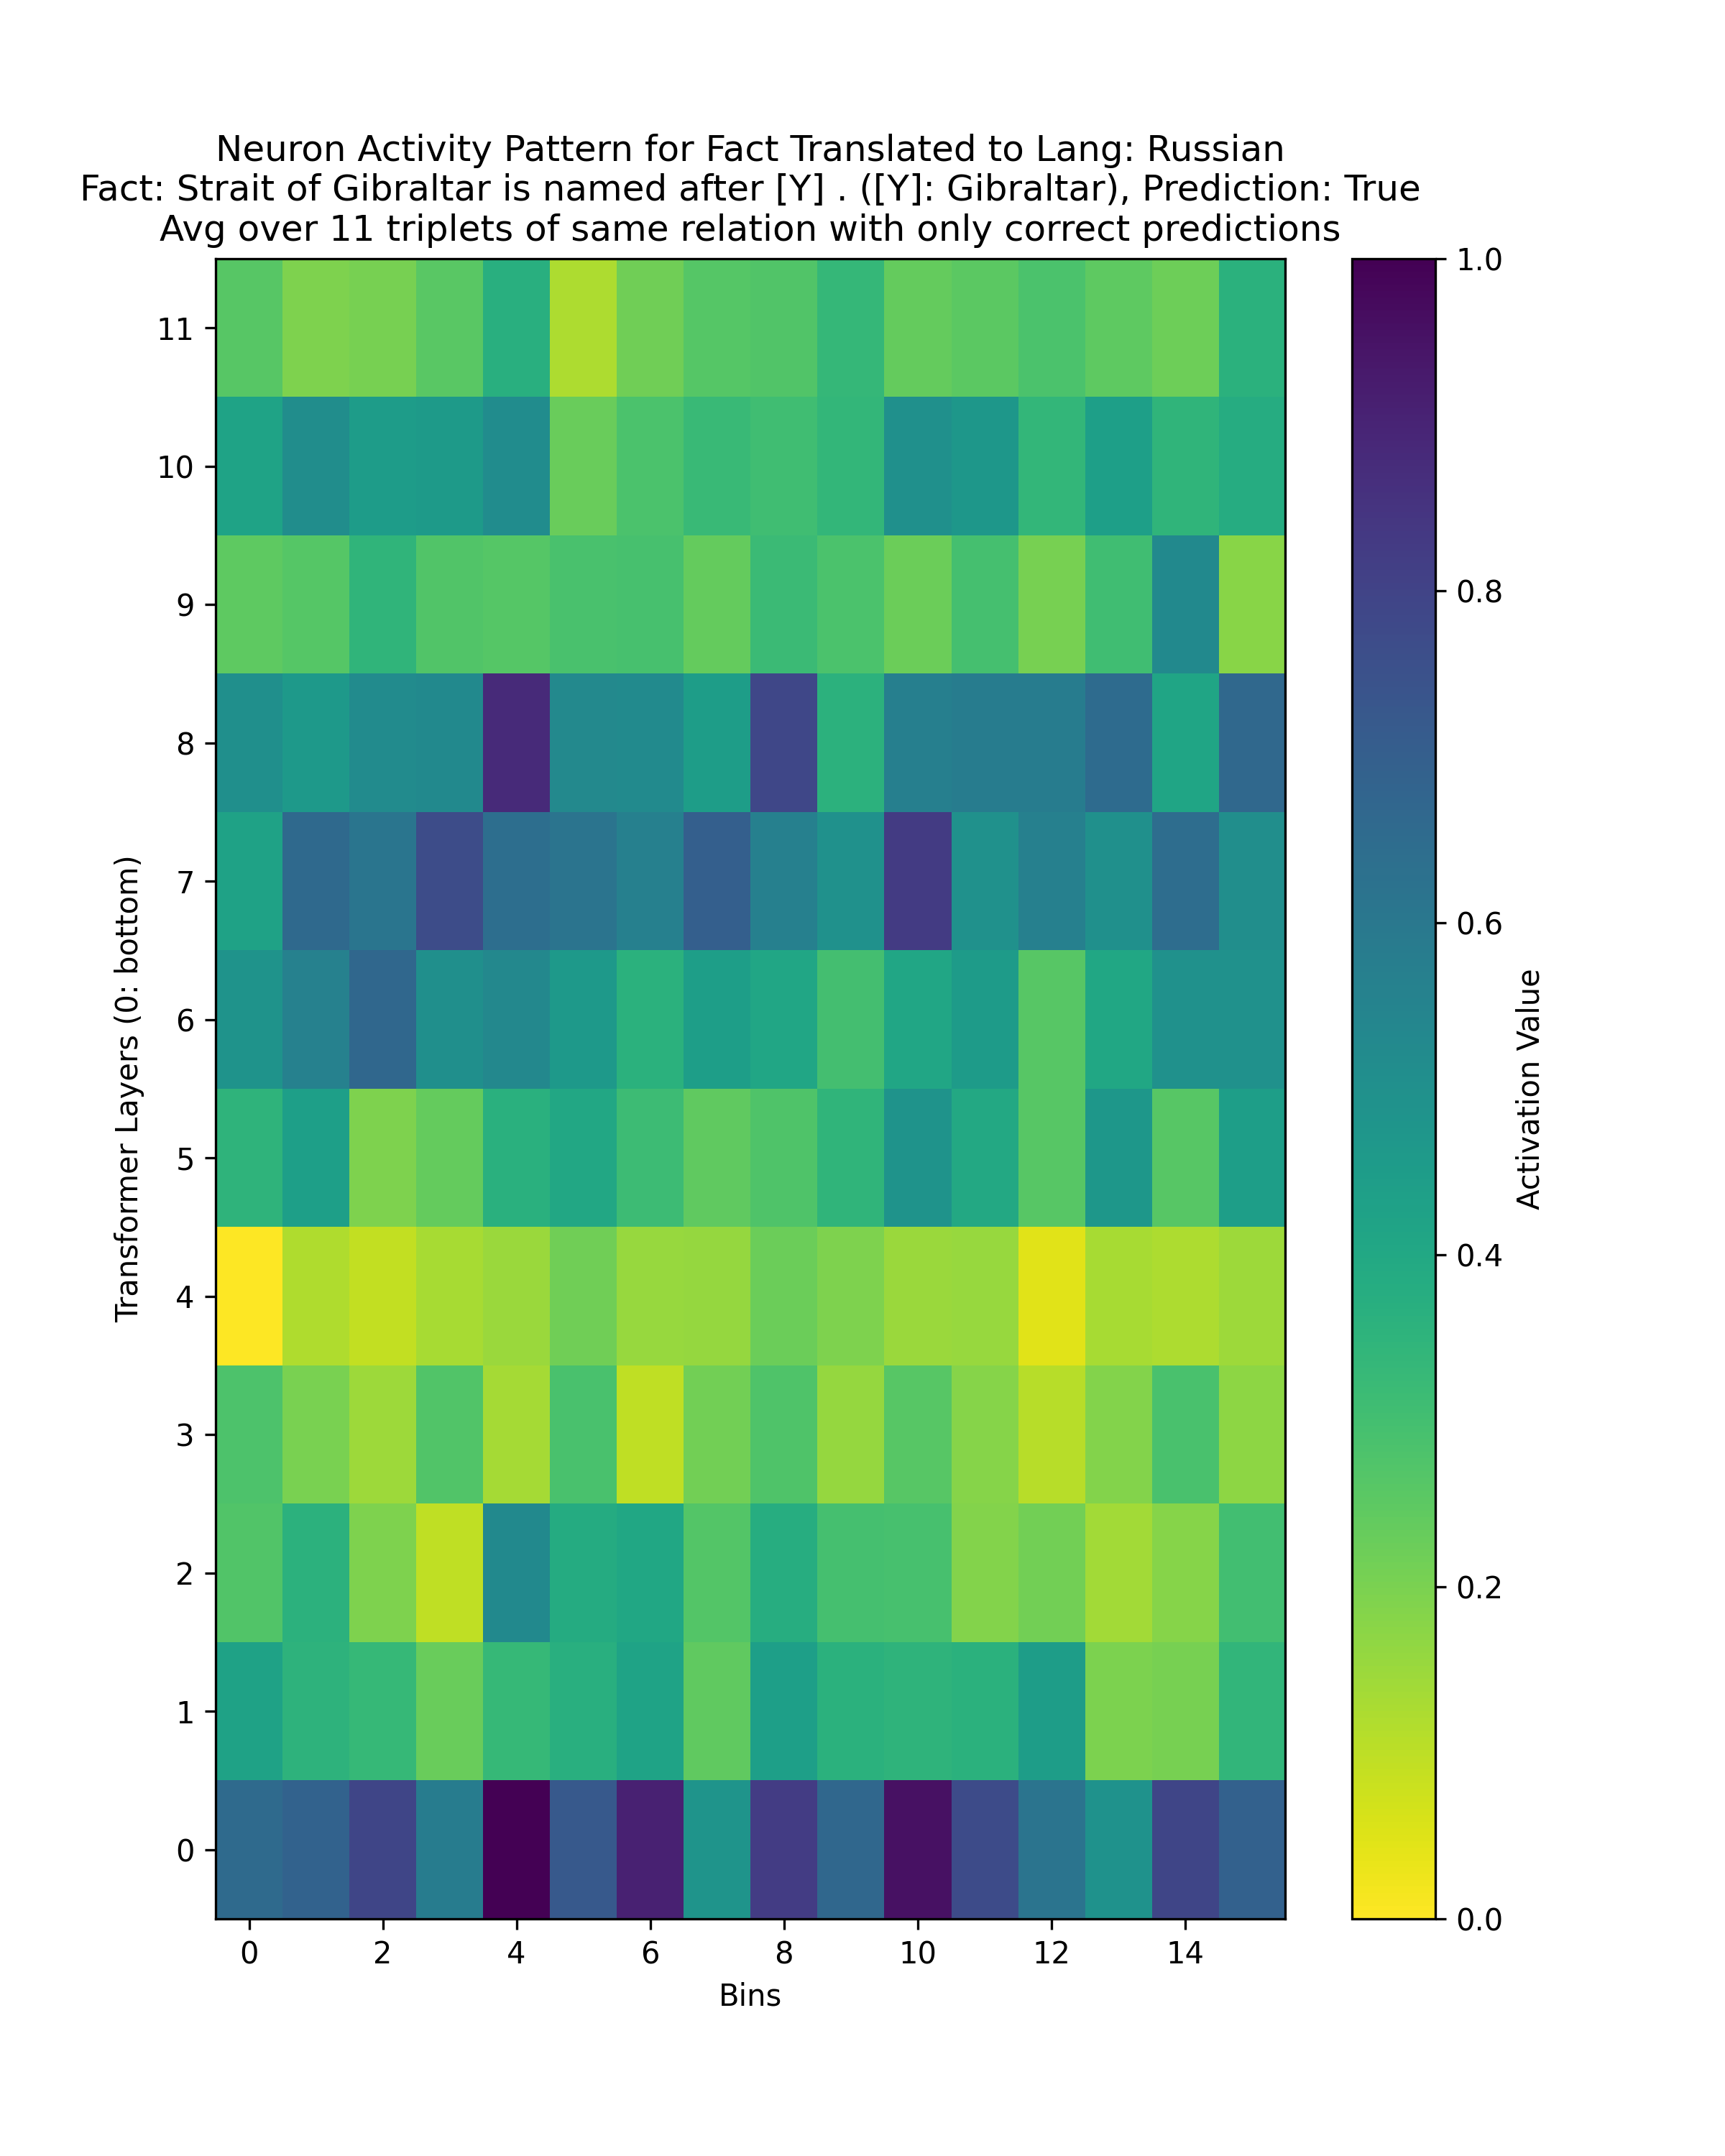 Neuron Activity Pattern for Fact Translated to Lang: Russian
Fact: Strait of Gibraltar is named after [Y] . ([Y]: Gibraltar), Prediction: True
Avg over 11 triplets of same relation with only correct predictions
11
10
9
8
7
6
5
4
3
2
1
0
Transformer Layers (0: bottom)
0 2 4 6 8 10 12 14
Bins
1.0
0.8
0.6
0.4
0.2
0.0
Activation Value